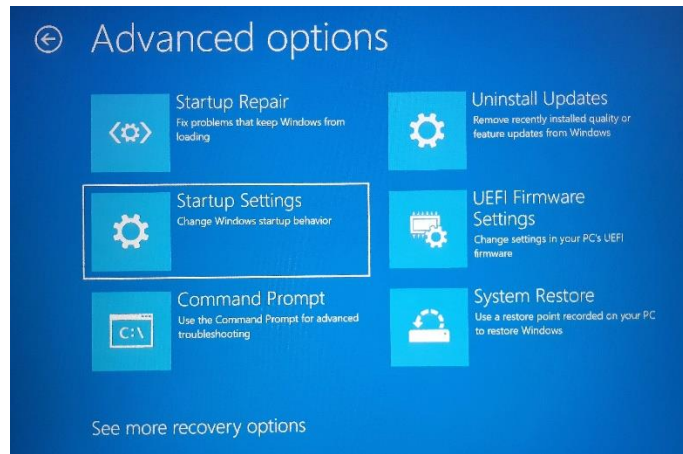 Advanced options
Startup Repair
Fix problems that keep Windows from
loading
Uninstall Updates
Remove recently installed quality or
feature updates from Windows
Startup Settings
Change Windows startup behavior
UEFI Firmware
Settings
Change settings in your PC's UEFI
firmware
C:\
Command Prompt
Use the Command Prompt for advanced
troubleshooting
System Restore
Use a restore point recorded on your PC
to restore Windows
See more recovery options